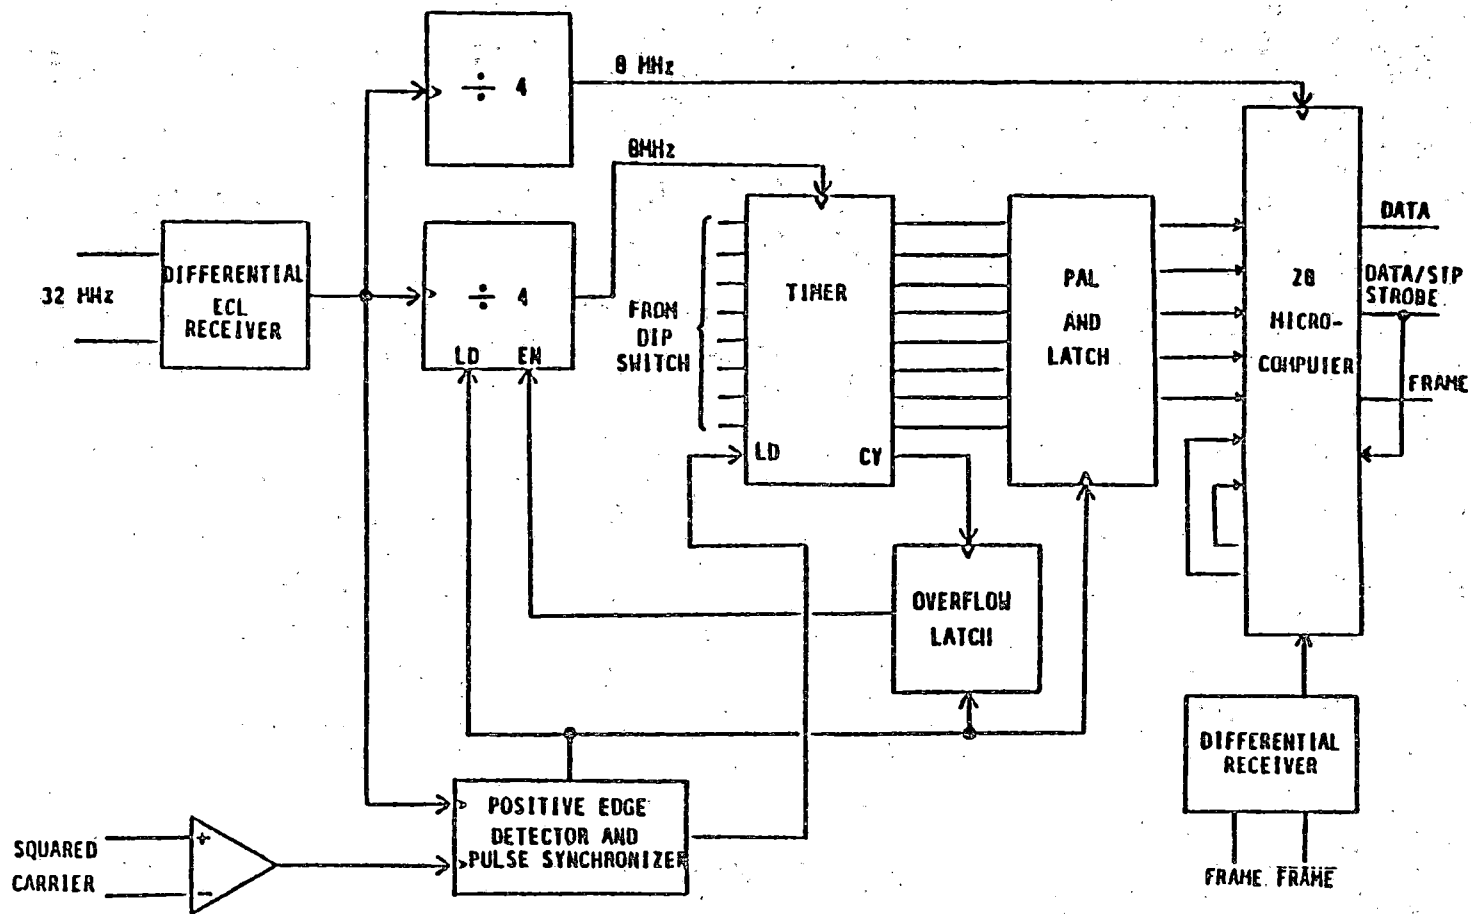 ÷ 4
8 MHz
8MHz
DIFFERENTIAL
ECL
RECEIVER
32 MHz
÷ 4
LD EN
FROM
DIP
SWITCH
TIMER
LD
CY
PAL
AND
LATCH
Z8
MICRO-
COMPUTER
DATA
DATA/STP
STROBE
FRAME
OVERFLOW
LATCH
DIFFERENTIAL
RECEIVER
FRAME FRAME
POSITIVE EDGE
DETECTOR AND
PULSE SYNCHRONIZER
SQUARED
CARRIER
+
-